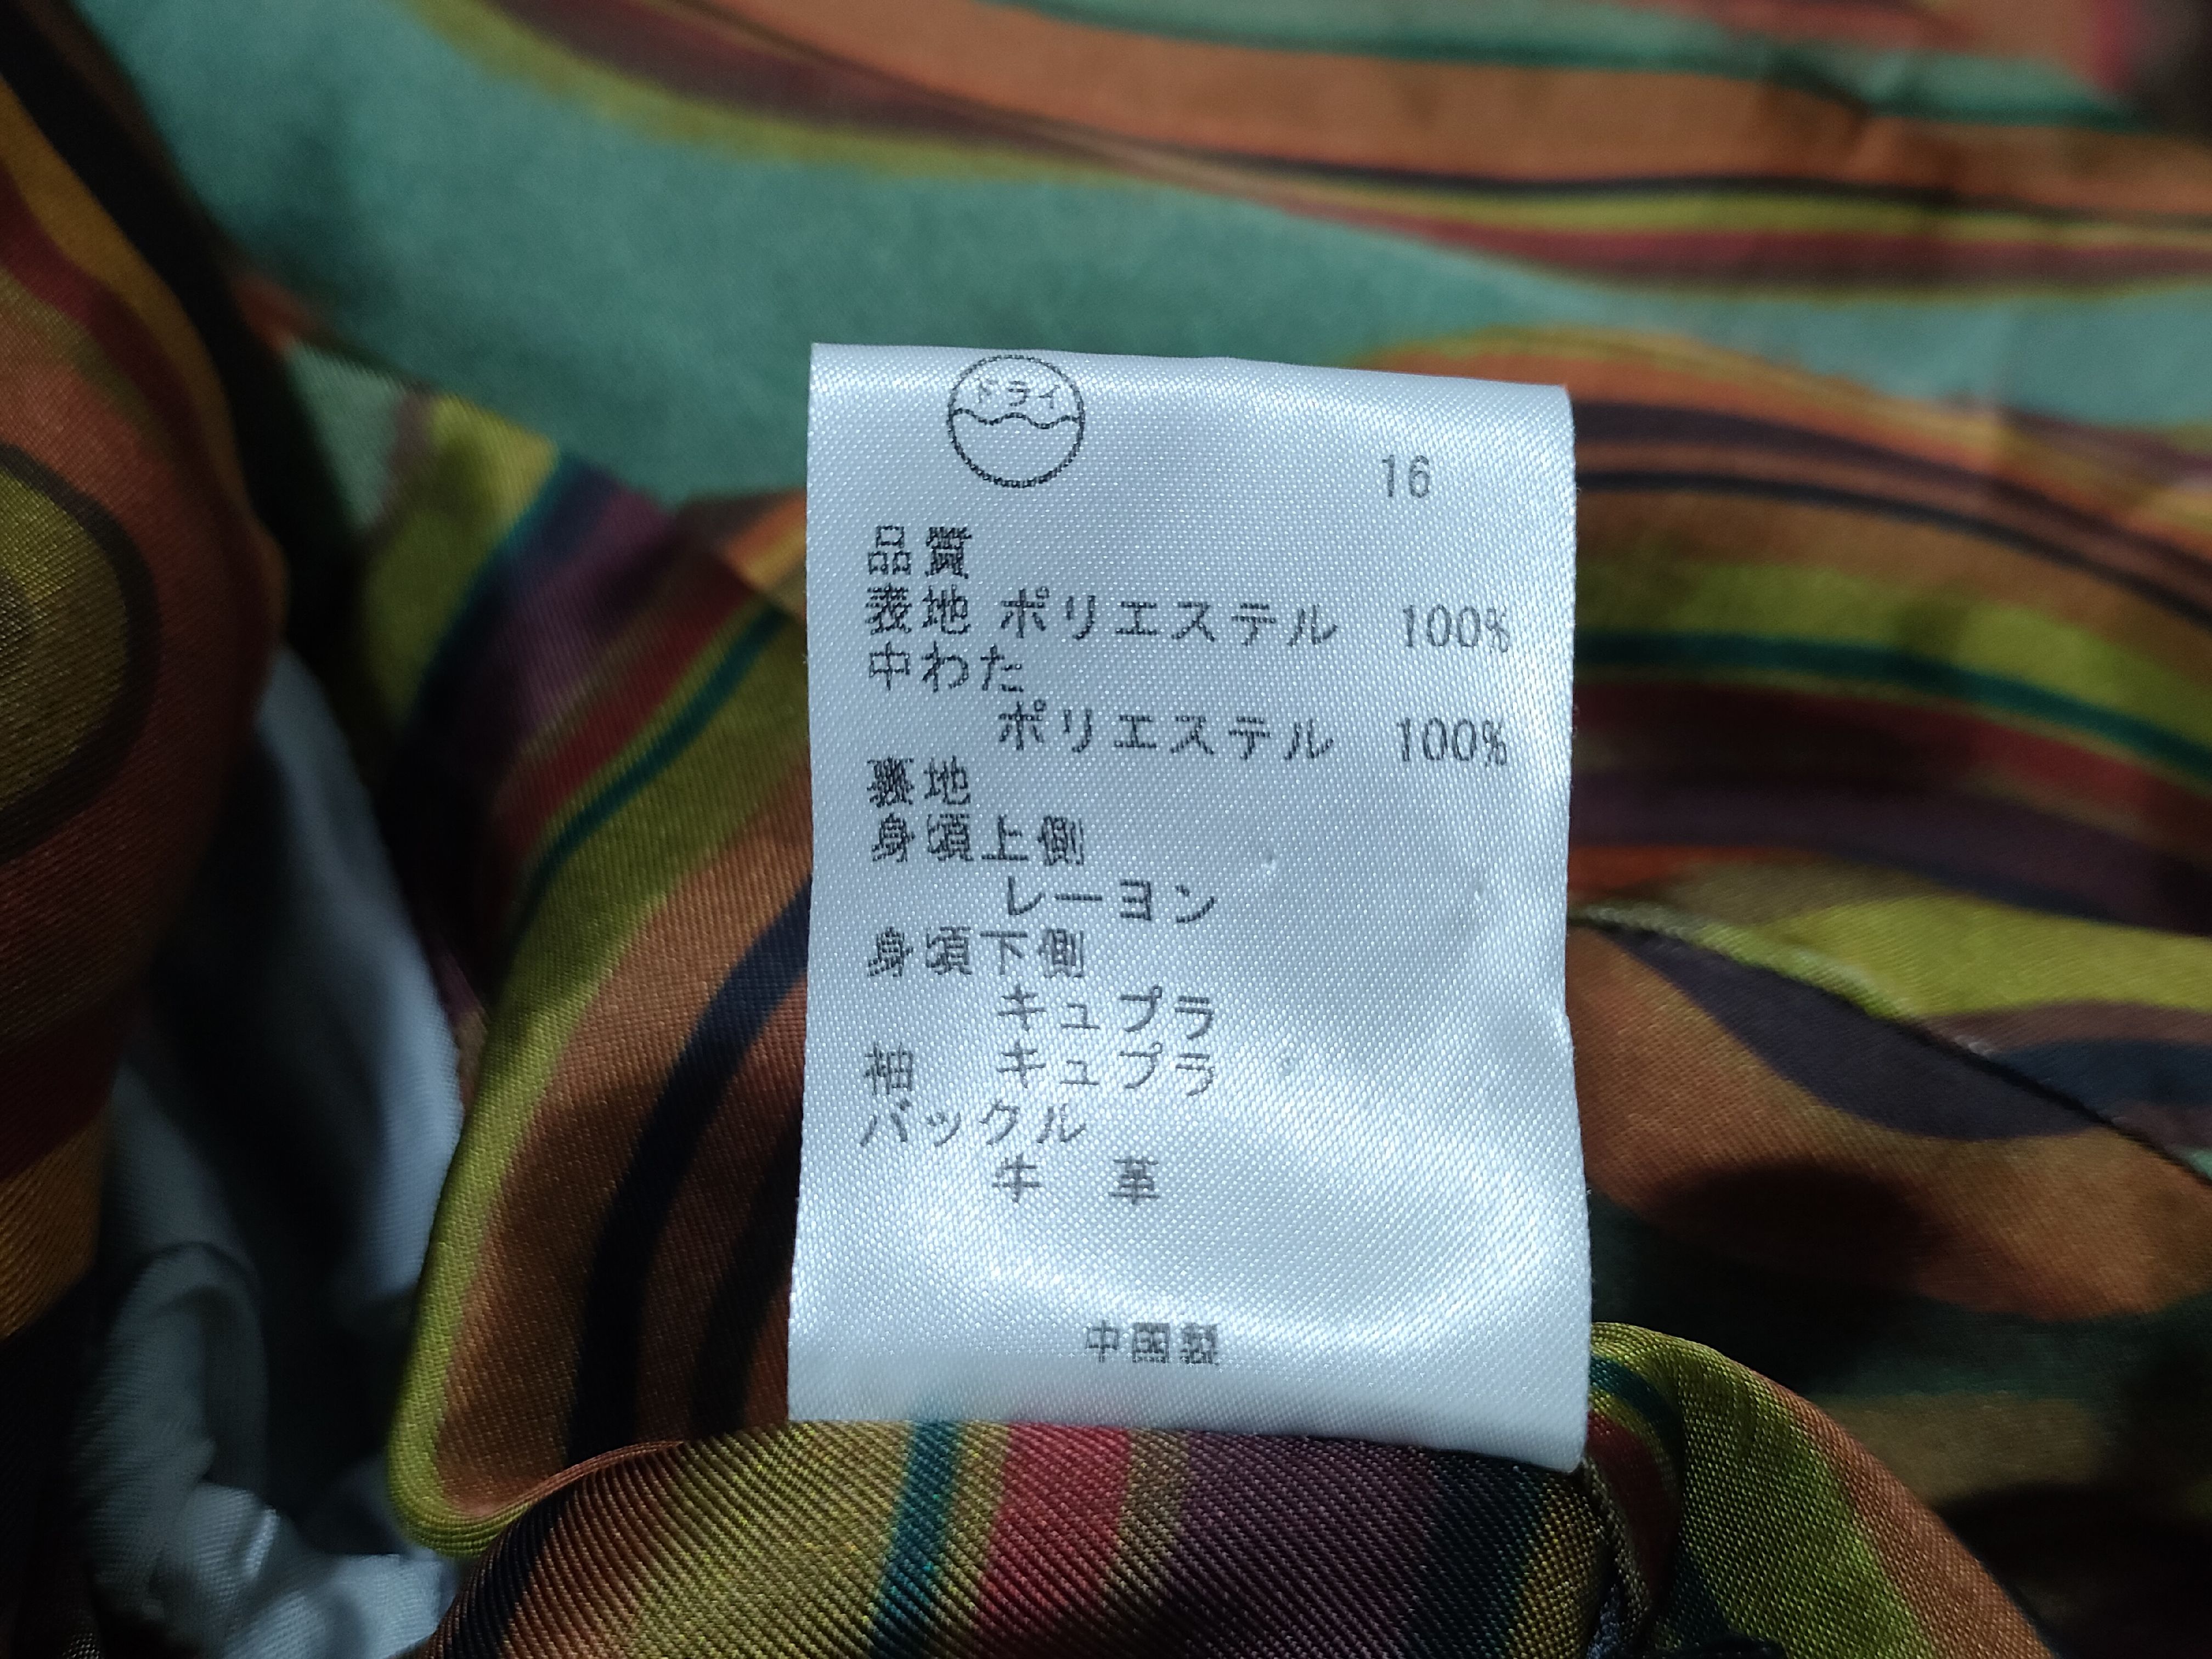 ドライ
16
品質
表地 ポリエステル 100%
中わた
ポリエステル 100%
裏地
身頃上側
レーヨン
身頃下側
キュプラ
袖 キュプラ
バックル
牛 革
中国製